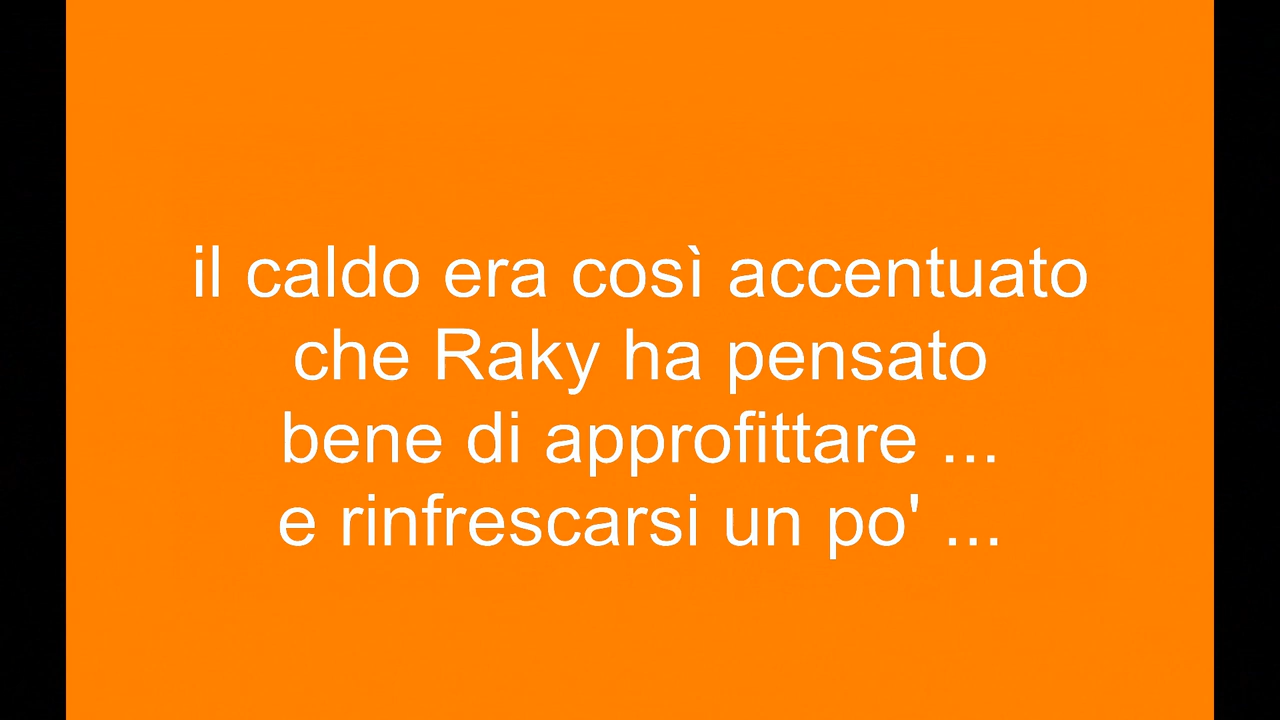 il caldo era così accentuato
che Raky ha pensato
bene di approfittare ...
e rinfrescarsi un po' ...